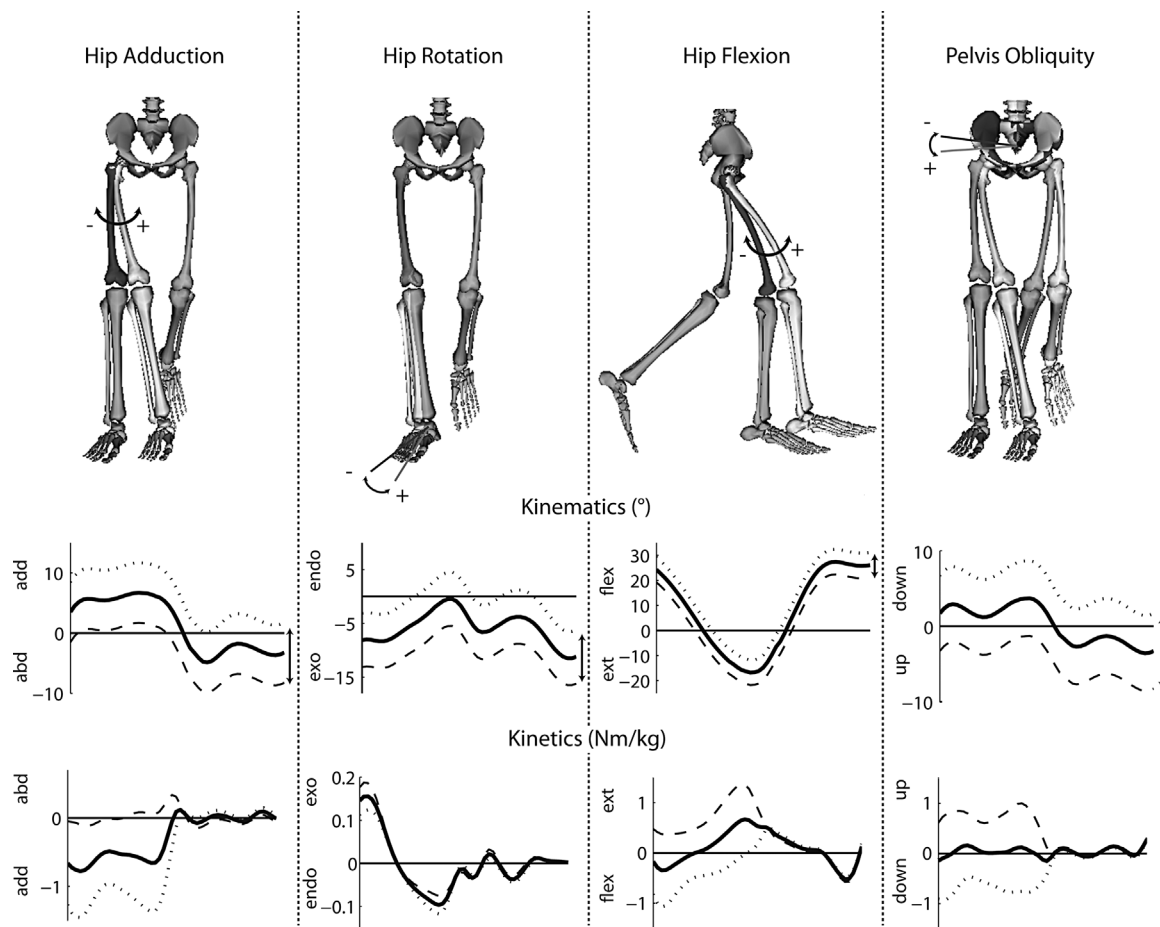 Hip Adduction
Hip Rotation
Hip Flexion
Pelvis Obliquity
- +
- +
- +
-
+
Kinematics (°)
add
abd
10
0
−10
endo
exo
5
−5
−15
flex
ext
30
20
10
0
−10
−20
down
up
10
0
−10
Kinetics (Nm/kg)
abd
add
0
−1
exo
endo
0.2
0.1
0
−0.1
ext
flex
1
0
−1
up
down
1
0
−1